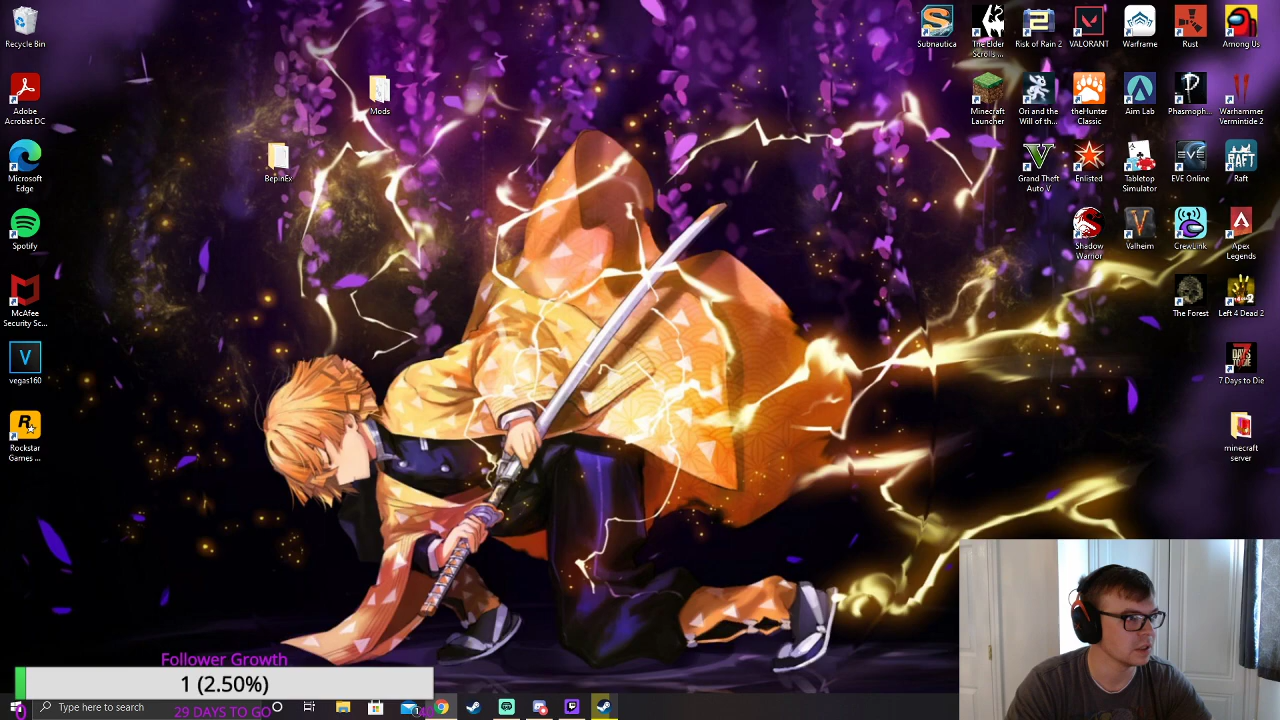 Recycle Bin
Subnautica
The Elder
Scrolls ...
Risk of Rain 2
VALORANT
Warframe
Rust
Among Us
Adobe
Acrobat DC
Mods
Minecraft
Launcher
Ori and the
Will of th...
theHunter
Classic
Aim Lab
Phasmoph...
Warhammer
Vermintide 2
Microsoft
Edge
BepInEx
Grand Theft
Auto V
Enlisted
Tabletop
Simulator
EVE Online
Raft
Spotify
Shadow
Warrior
Valheim
CrewLink
Apex
Legends
McAfee
Security Sc...
The Forest
Left 4 Dead 2
vegas160
7 Days to Die
Rockstar
Games ...
minecraft
server
Follower Growth
1 (2.50%)
Type here to search
0
29 DAYS TO GO